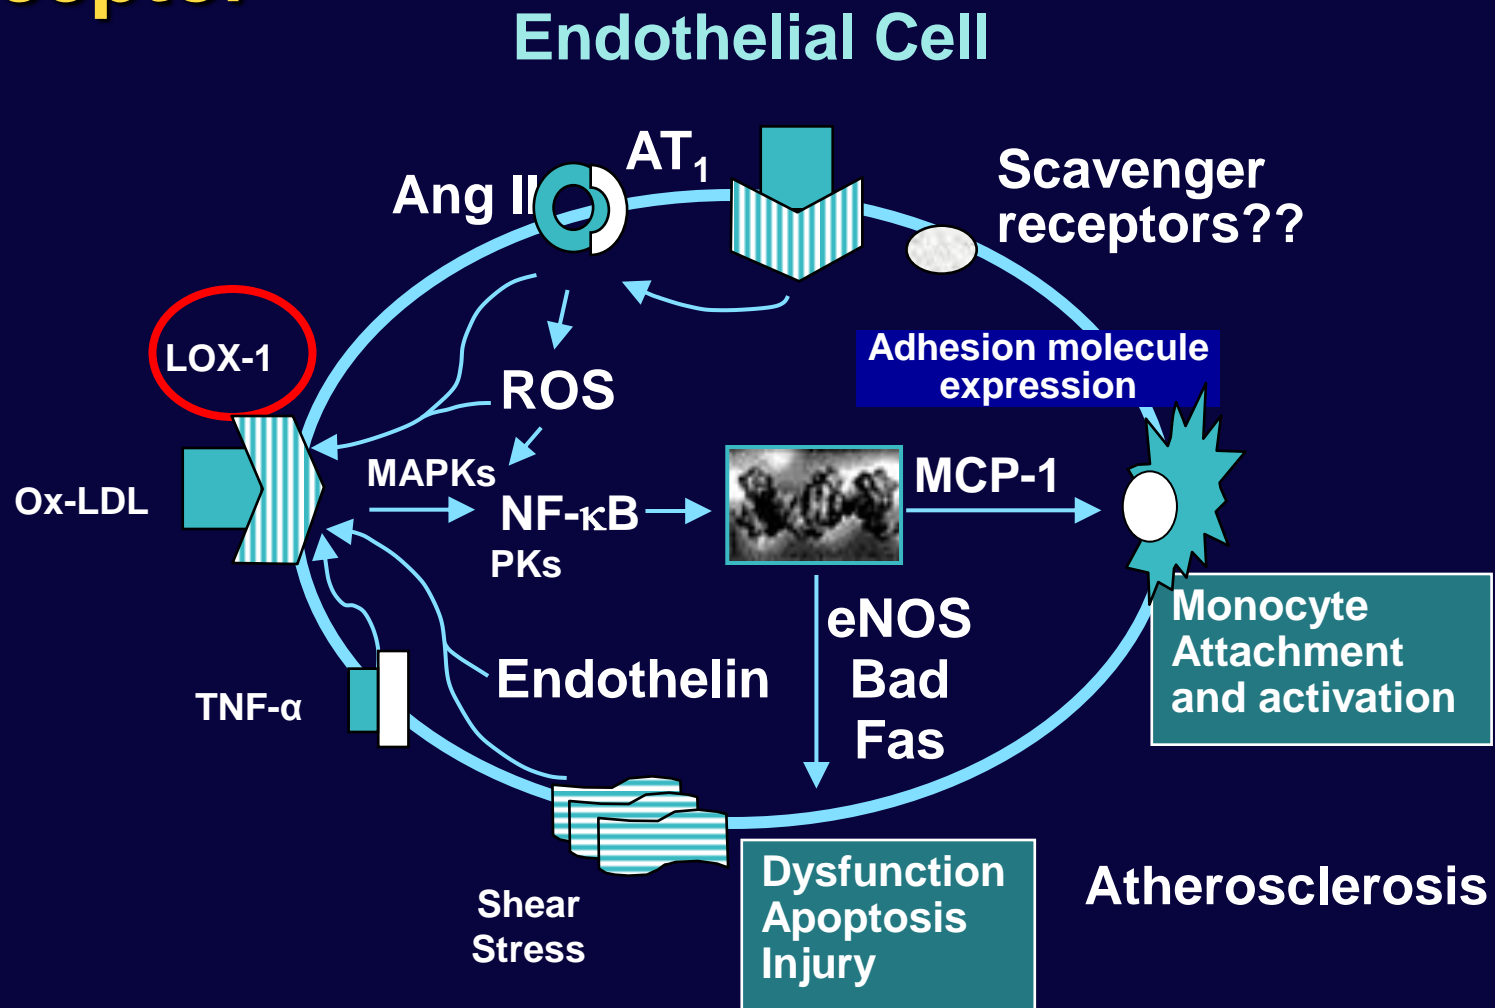 Endothelial Cell
AT1
Ang II
Scavenger
receptors??
LOX-1
Adhesion molecule
expression
ROS
MAPKs
MCP-1
Ox-LDL
NF-κB
PKs
eNOS
Bad
Fas
Monocyte
Attachment
and activation
Endothelin
TNF-α
Dysfunction
Apoptosis
Injury
Atherosclerosis
Shear
Stress